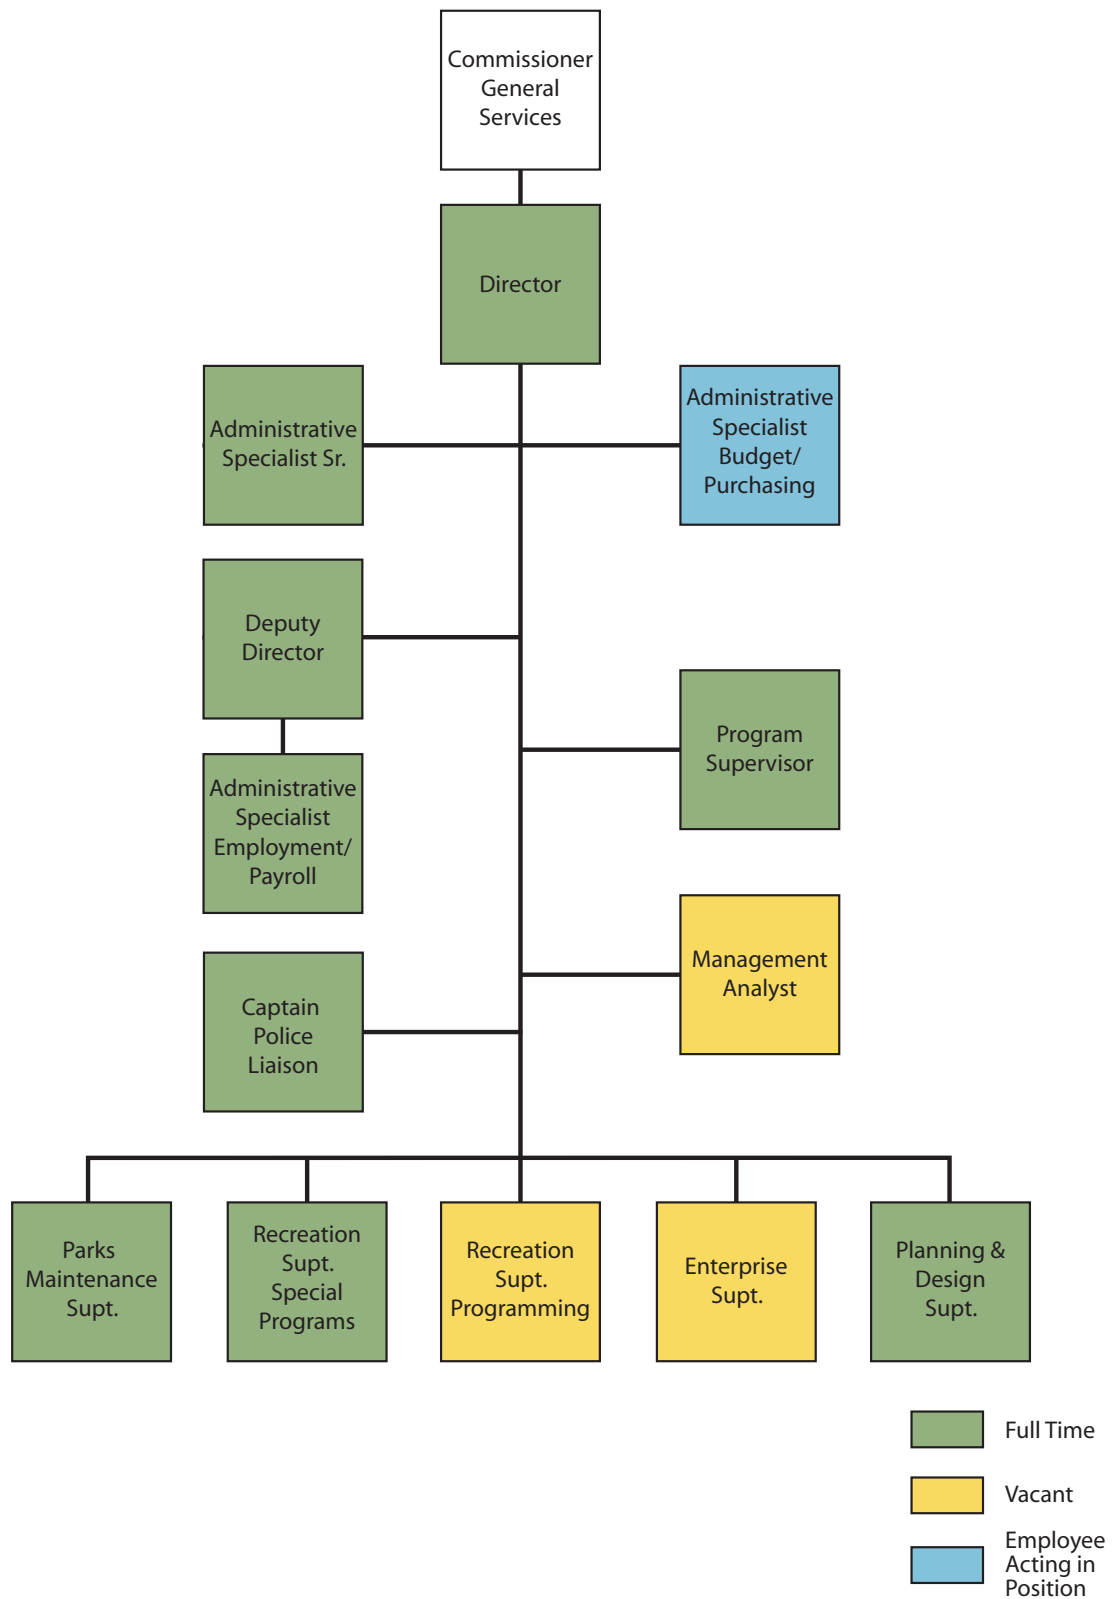 Commissioner
General
Services
Director
Administrative
Specialist Sr.
Administrative
Specialist
Budget/
Purchasing
Deputy
Director
Program
Supervisor
Administrative
Specialist
Employment/
Payroll
Management
Analyst
Captain
Police
Liaison
Parks
Maintenance
Supt.
Recreation
Supt.
Special
Programs
Recreation
Supt.
Programming
Enterprise
Supt.
Planning &
Design
Supt.
Full Time
Vacant
Employee
Acting in
Position